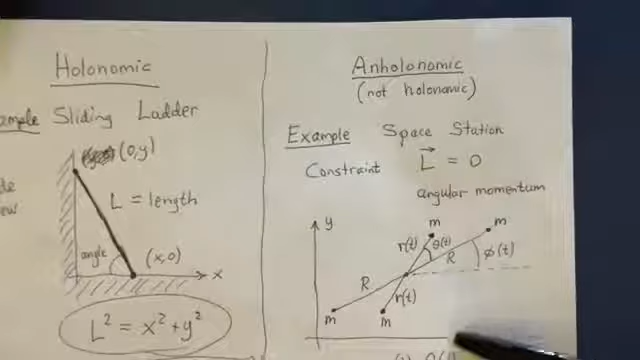 Holonomic
Example Sliding Ladder
(0,y)
L = length
angle
(x,0)
x
L² = x² + y²
Anholonomic
(not holonomic)
Example Space Station
Constraint L⃗ = 0
angular momentum
y
m
m
r(t)
θ(t)
R
ϕ(t)
R
r(t)
m
m